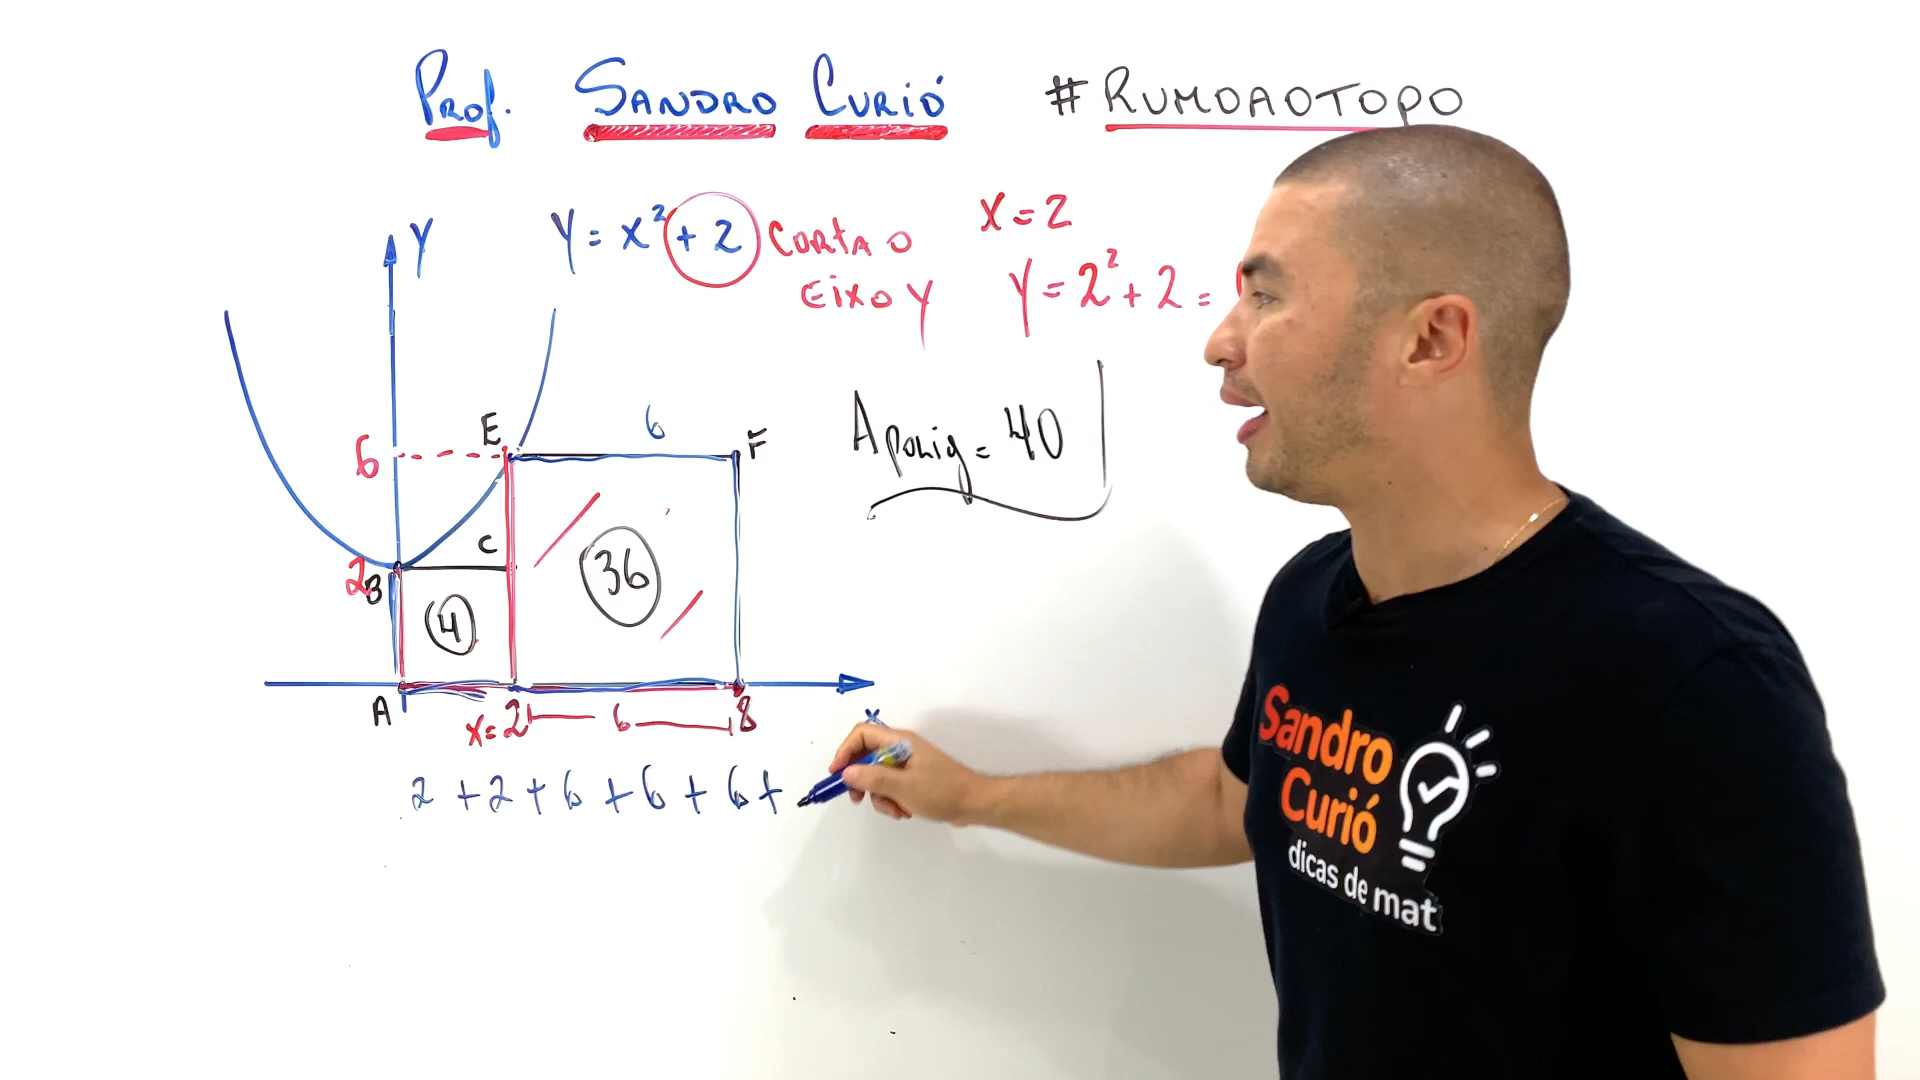 Prof. SANDRO CURIÓ #RUMOAOTOPO
Y
Y = x² + 2
CORTA O
EIXO Y
x = 2
Y = 2² + 2 =
E
6
F
6
A polig = 40
C
2
B
4
36
A
x = 2
6
8
x
2 + 2 + 6 + 6 + 6 +
Sandro
Curió
dicas de mat